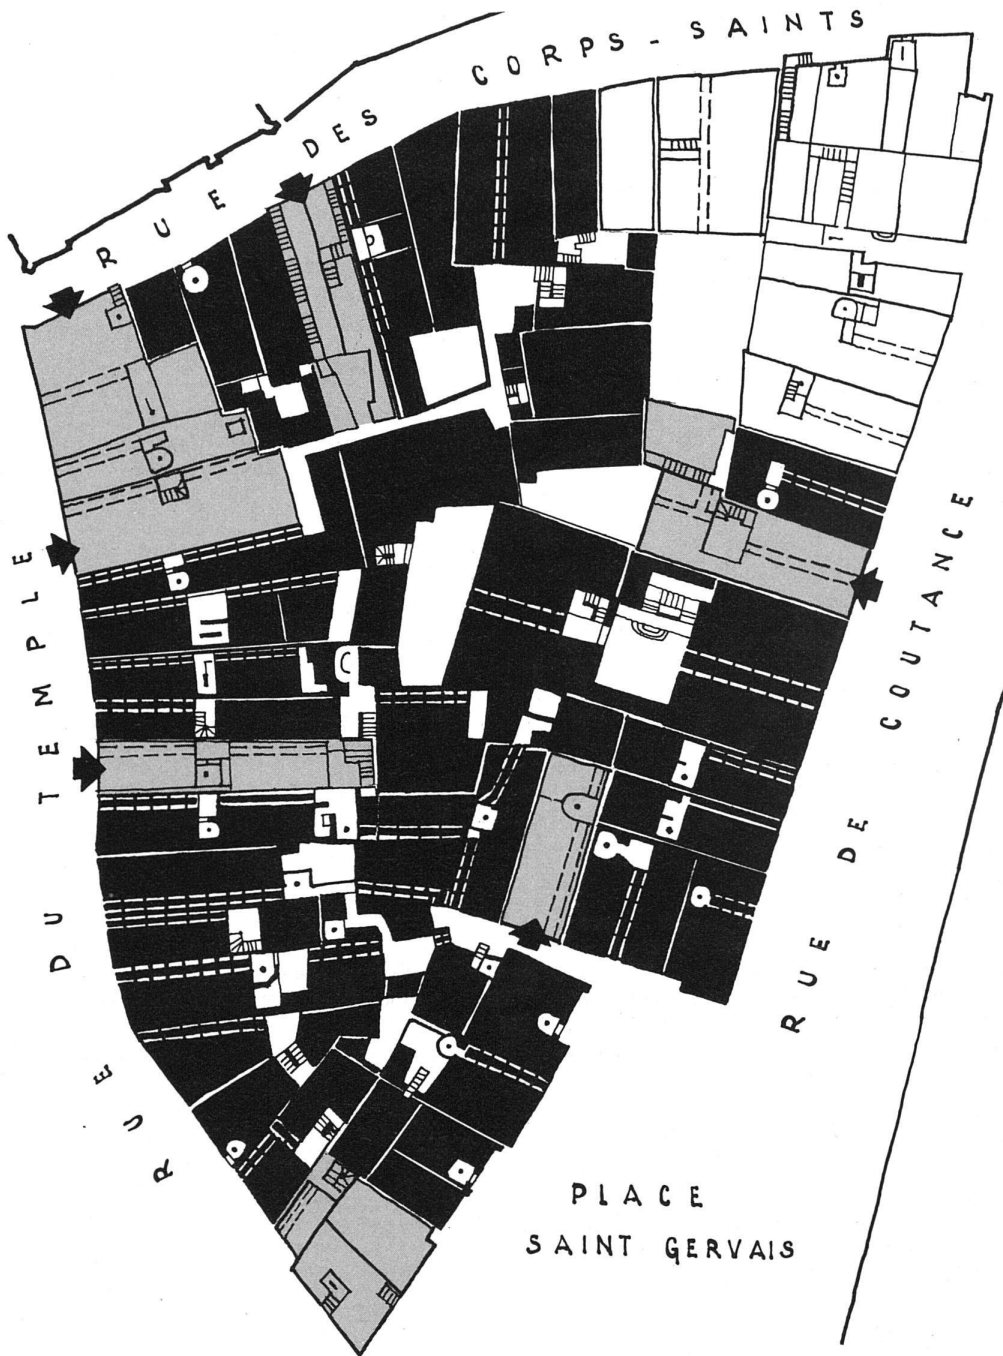 RUE DES CORPS - SAINTS
RUE DU TEMPLE
RUE DE COUTANCE
PLACE
SAINT GERVAIS